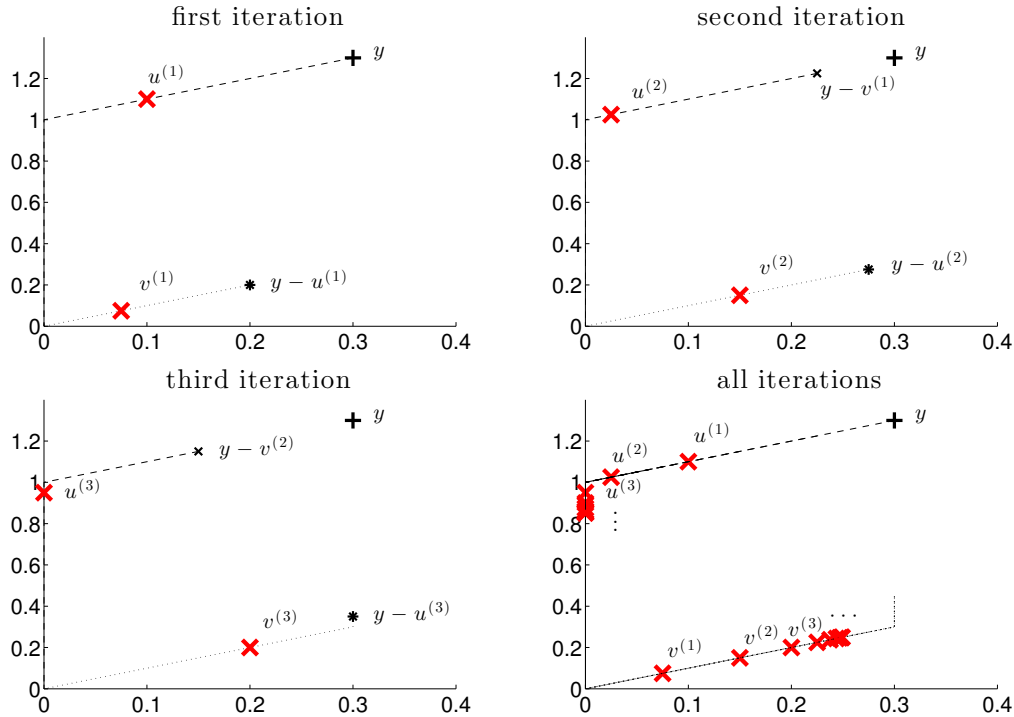 first iteration
1.2
1
0.8
0.6
0.4
0.2
0
0 0.1 0.2 0.3 0.4
u^{(1)}
y
v^{(1)}
y − u^{(1)}
second iteration
1.2
1
0.8
0.6
0.4
0.2
0
0 0.1 0.2 0.3 0.4
u^{(2)}
y
y − v^{(1)}
v^{(2)}
y − u^{(2)}
third iteration
1.2
1
0.8
0.6
0.4
0.2
0
0 0.1 0.2 0.3 0.4
y
y − v^{(2)}
u^{(3)}
v^{(3)}
y − u^{(3)}
all iterations
1.2
1
0.8
0.6
0.4
0.2
0
0 0.1 0.2 0.3 0.4
y
u^{(1)}
u^{(2)}
u^{(3)}
⋮
. . .
v^{(1)}
v^{(2)}
v^{(3)}